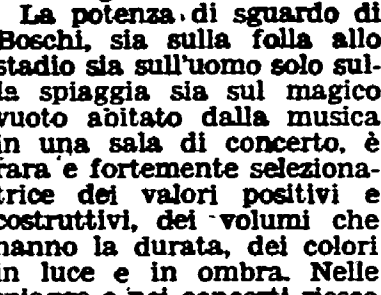 La potenza di sguardo di
Boschi, sia sulla folla allo
stadio sia sull'uomo solo sul-
la spiaggia sia sul magico
vuoto abitato dalla musica
in una sala di concerto, è
rara e fortemente seleziona-
trice dei valori positivi e
costruttivi, dei volumi che
hanno la durata, dei colori
in luce e in ombra. Nelle